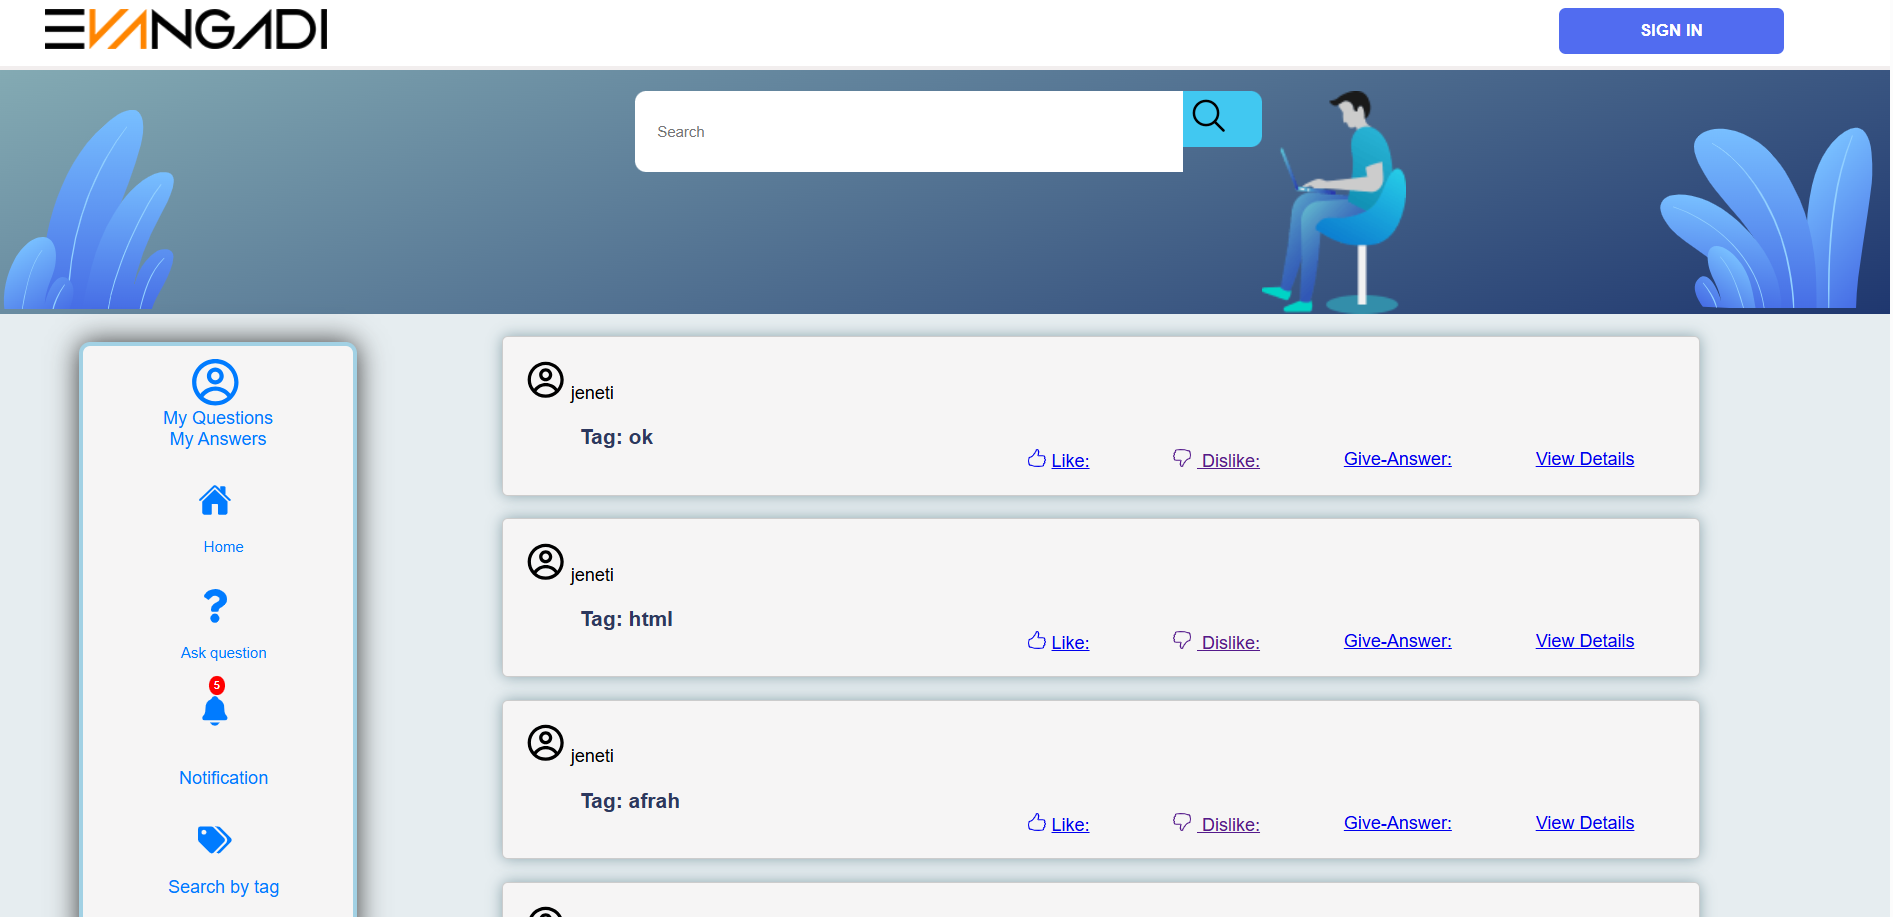 EVANGADI
SIGN IN
Search
My Questions
My Answers
Home
Ask question
5
Notification
Search by tag
jeneti
Tag: ok
Like: Dislike: Give-Answer: View Details
jeneti
Tag: html
Like: Dislike: Give-Answer: View Details
jeneti
Tag: afrah
Like: Dislike: Give-Answer: View Details